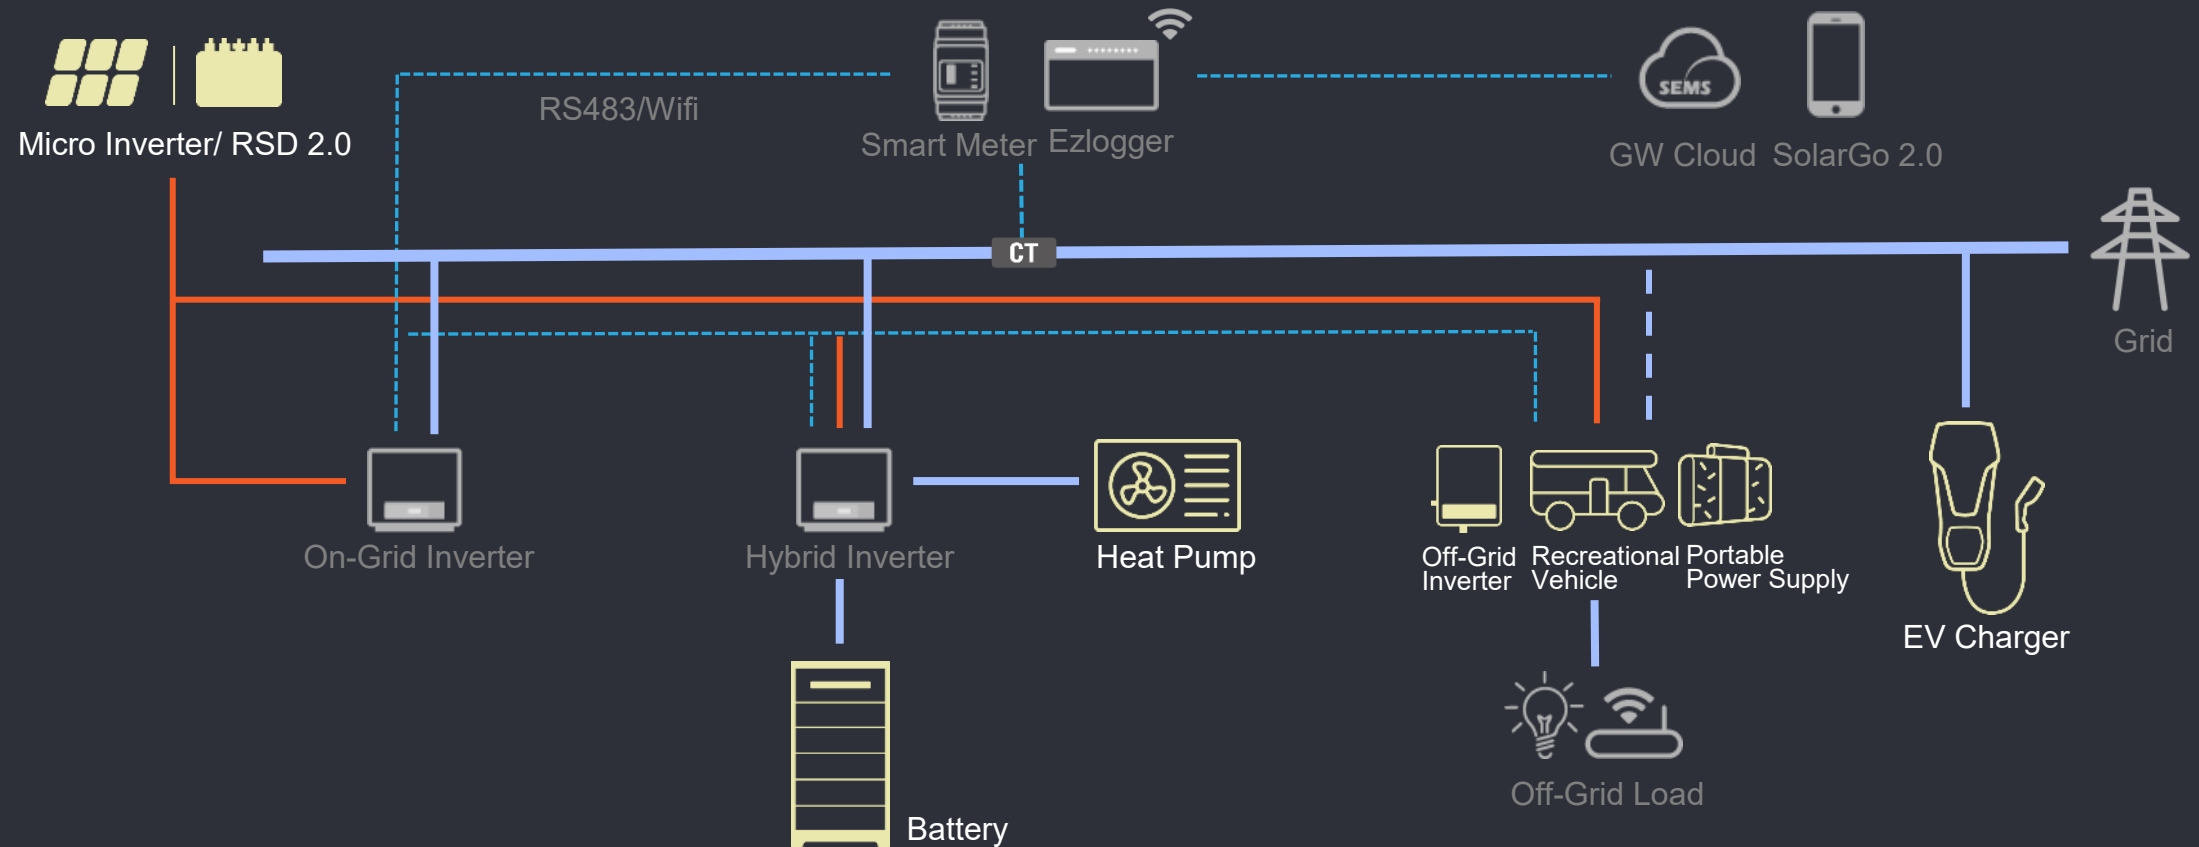 Micro Inverter/ RSD 2.0
RS483/Wifi
Smart Meter
Ezlogger
SEMS
GW Cloud
SolarGo 2.0
CT
Grid
On-Grid Inverter
Hybrid Inverter
Heat Pump
Off-Grid
Inverter
Recreational
Vehicle
Portable
Power Supply
EV Charger
Off-Grid Load
Battery